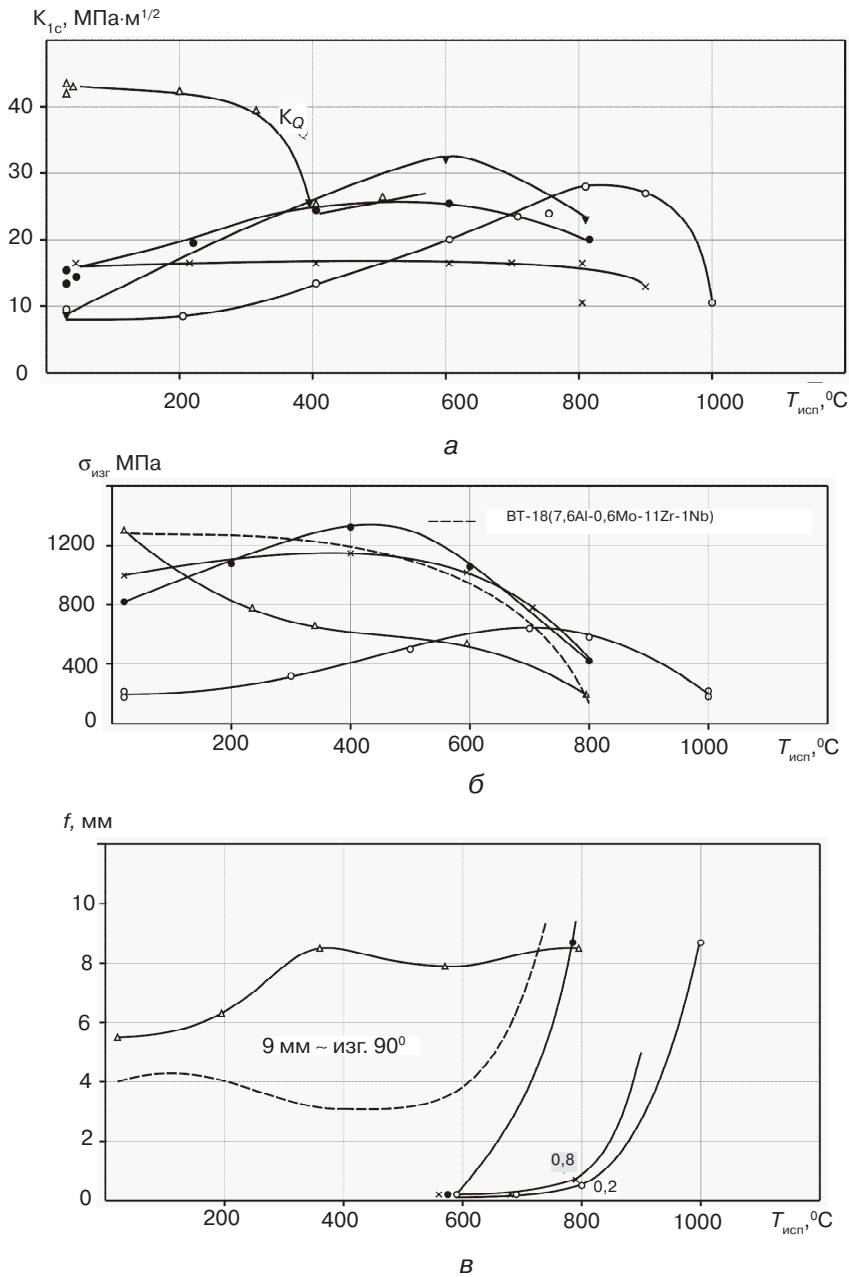 K1c, МПа·м1/2
40
30
20
10
0
KQ
200 400 600 800 1000 Tисп,0C
а
σизг МПа
1200
800
400
0
ВТ-18(7,6Al-0,6Mo-11Zr-1Nb)
200 400 600 800 1000 Tисп,0C
б
f, мм
10
8
6
4
2
0
9 мм ~ изг. 900
0,8
0,2
200 400 600 800 1000 Tисп,0C
в